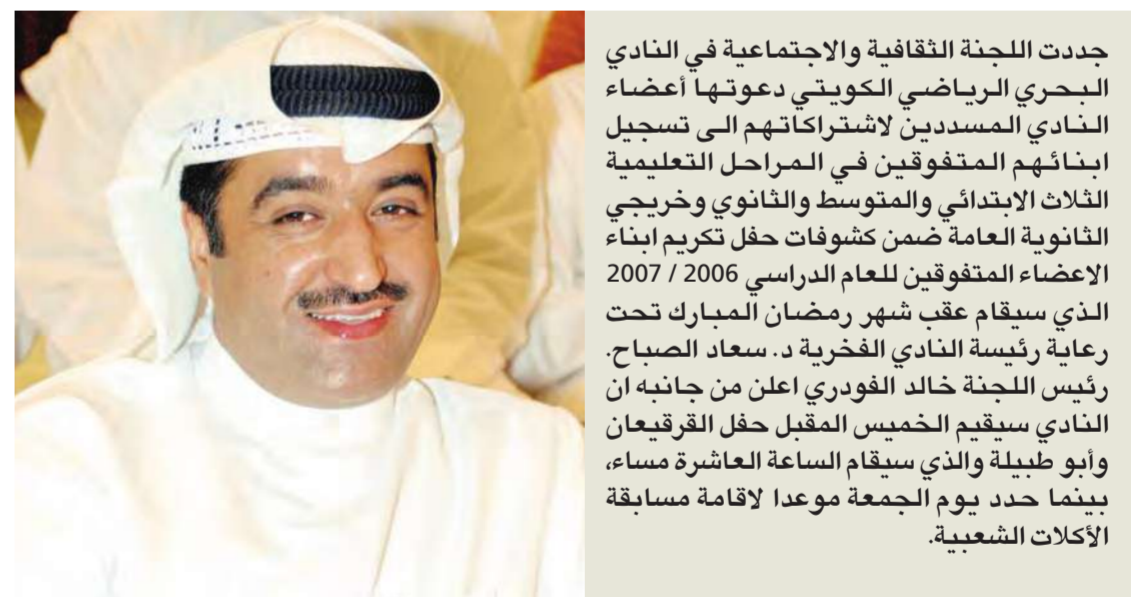 جددت اللجنة الثقافية والاجتماعية في النادي
البحري الرياضي الكويتي دعوتها أعضاء
النادي المسددين لاشتراكاتهم الى تسجيل
ابنائهم المتفوقين في المراحل التعليمية
الثلاث الابتدائي والمتوسط والثانوي وخريجي
الثانوية العامة ضمن كشوفات حفل تكريم ابناء
الاعضاء المتفوقين للعام الدراسي 2006 / 2007
الذي سيقام عقب شهر رمضان المبارك تحت
رعاية رئيسة النادي الفخرية د. سعاد الصباح.
رئيس اللجنة خالد الفودري اعلن من جانبه ان
النادي سيقيم الخميس المقبل حفل القرقيعان
وأبو طبيلة والذي سيقام الساعة العاشرة مساء،
بينما حدد يوم الجمعة موعدا لاقامة مسابقة
الأكلات الشعبية.